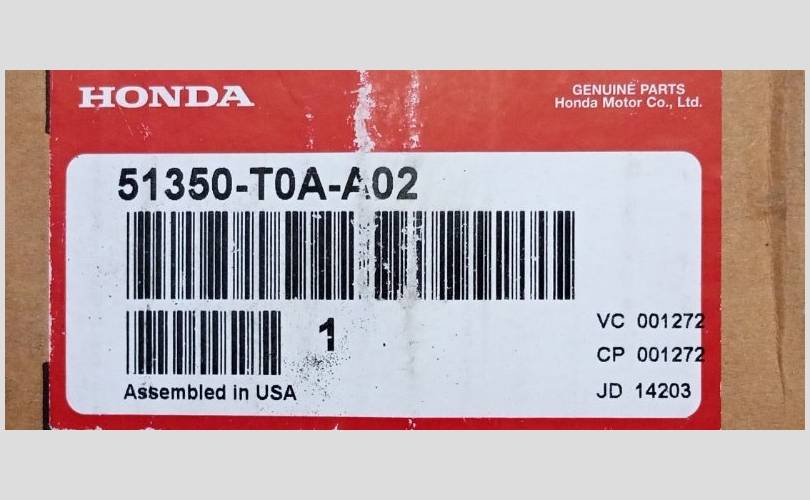 HONDA
GENUINE PARTS
Honda Motor Co., Ltd.
51350-T0A-A02
1
VC 001272
CP 001272
Assembled in USA
JD 14203